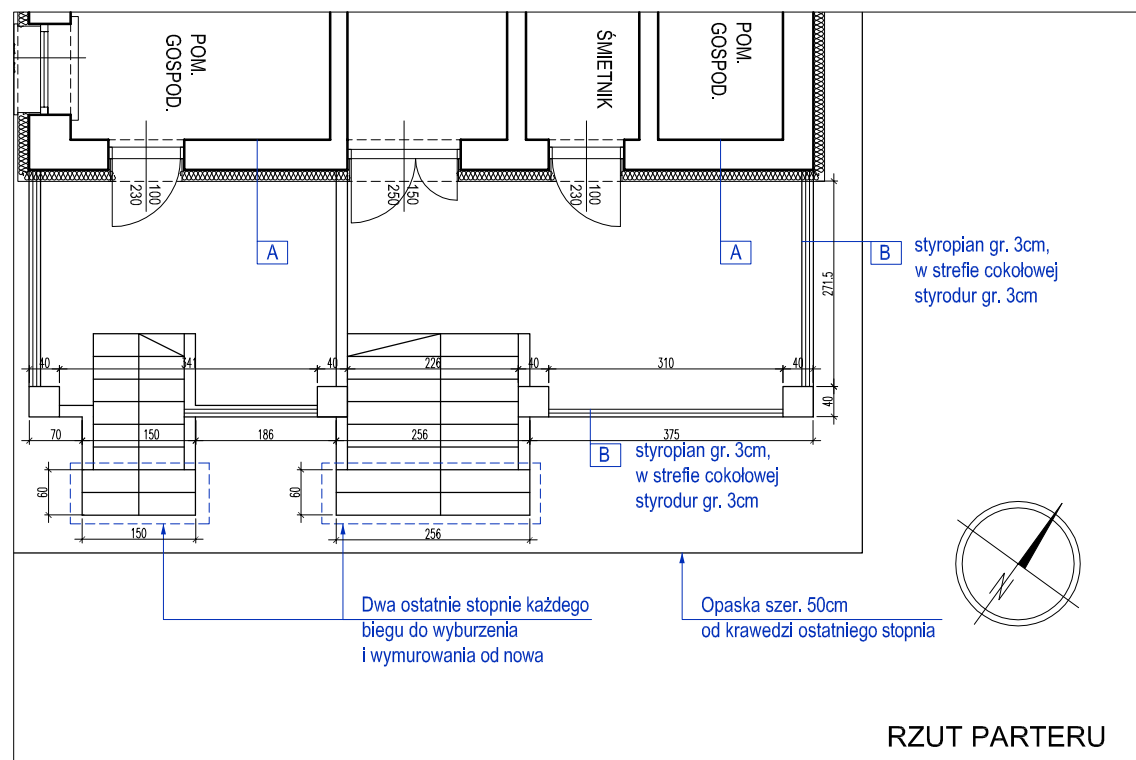 POM.
GOSPOD.
ŚMIETNIK
POM.
GOSPOD.
100
230
150
250
100
230
A
A
B
styropian gr. 3cm,
w strefie cokołowej
styrodur gr. 3cm
271,5
40
341
40
226
40
310
40
40
70
150
186
256
375
B
styropian gr. 3cm,
w strefie cokołowej
styrodur gr. 3cm
60
60
150
256
Dwa ostatnie stopnie każdego
biegu do wyburzenia
i wymurowania od nowa
Opaska szer. 50cm
od krawedzi ostatniego stopnia
N
RZUT PARTERU